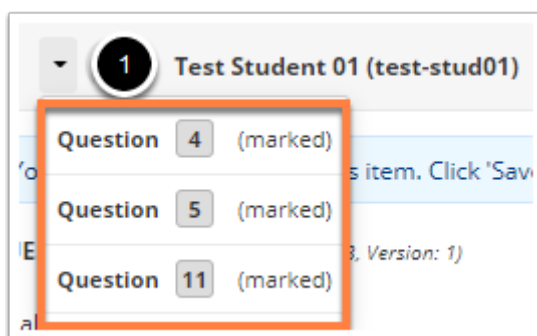 1 Test Student 01 (test-stud01)
Question 4 (marked)
s item. Click 'Sav
Question 5 (marked)
, Version: 1)
Question 11 (marked)
al